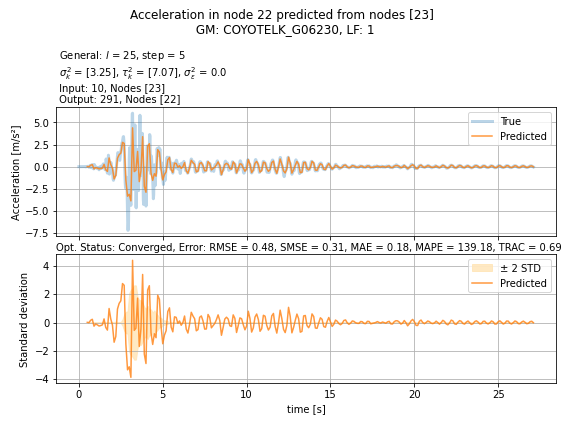 Acceleration in node 22 predicted from nodes [23]
GM: COYOTELK_G06230, LF: 1
General: l = 25, step = 5
σ²ₖ = [3.25], τ²ₖ = [7.07], σ²ε = 0.0
Input: 10, Nodes [23]
Output: 291, Nodes [22]
Acceleration [m/s²]
5.0
2.5
0.0
−2.5
−5.0
−7.5
True
Predicted
Opt. Status: Converged, Error: RMSE = 0.48, SMSE = 0.31, MAE = 0.18, MAPE = 139.18, TRAC = 0.69
Standard deviation
4
2
0
−2
−4
± 2 STD
Predicted
0 5 10 15 20 25
time [s]